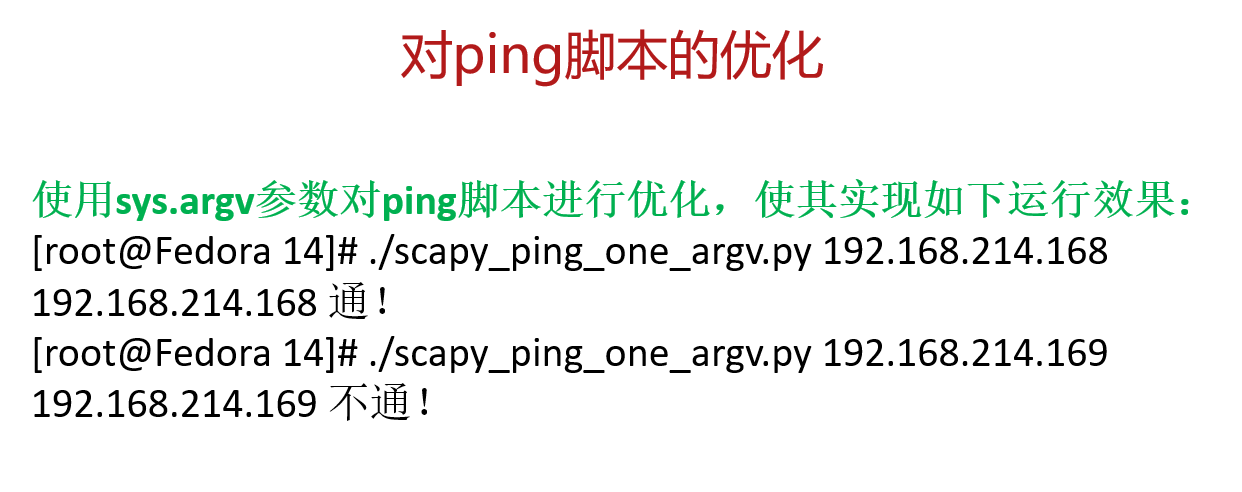 对ping脚本的优化
使用sys.argv参数对ping脚本进行优化，使其实现如下运行效果：
[root@Fedora 14]# ./scapy_ping_one_argv.py 192.168.214.168
192.168.214.168 通！
[root@Fedora 14]# ./scapy_ping_one_argv.py 192.168.214.169
192.168.214.169 不通！